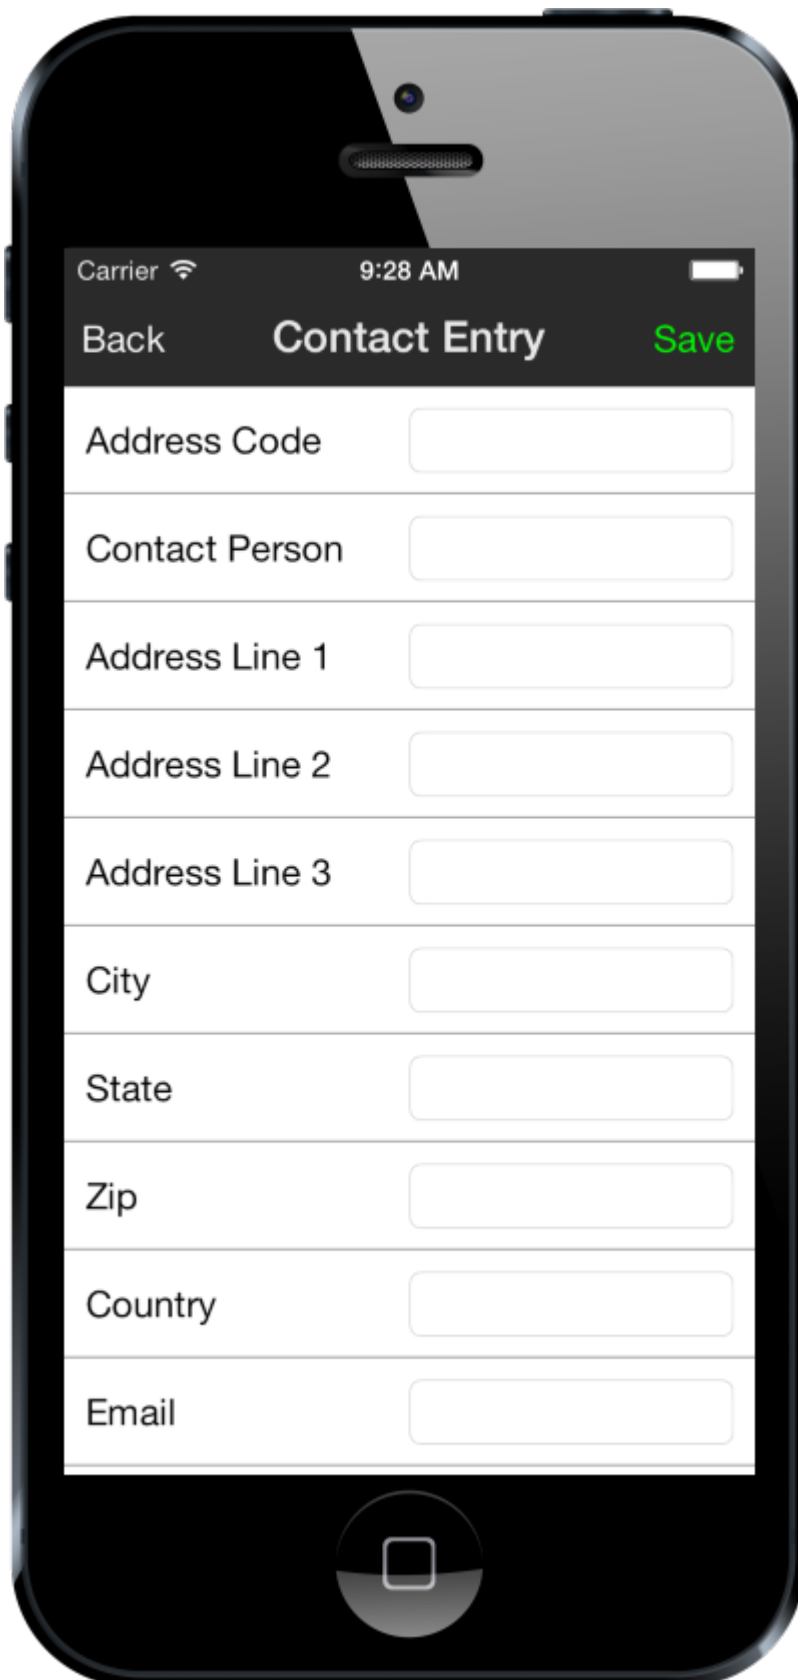 Carrier 9:28 AM
Back Contact Entry Save
Address Code
Contact Person
Address Line 1
Address Line 2
Address Line 3
City
State
Zip
Country
Email